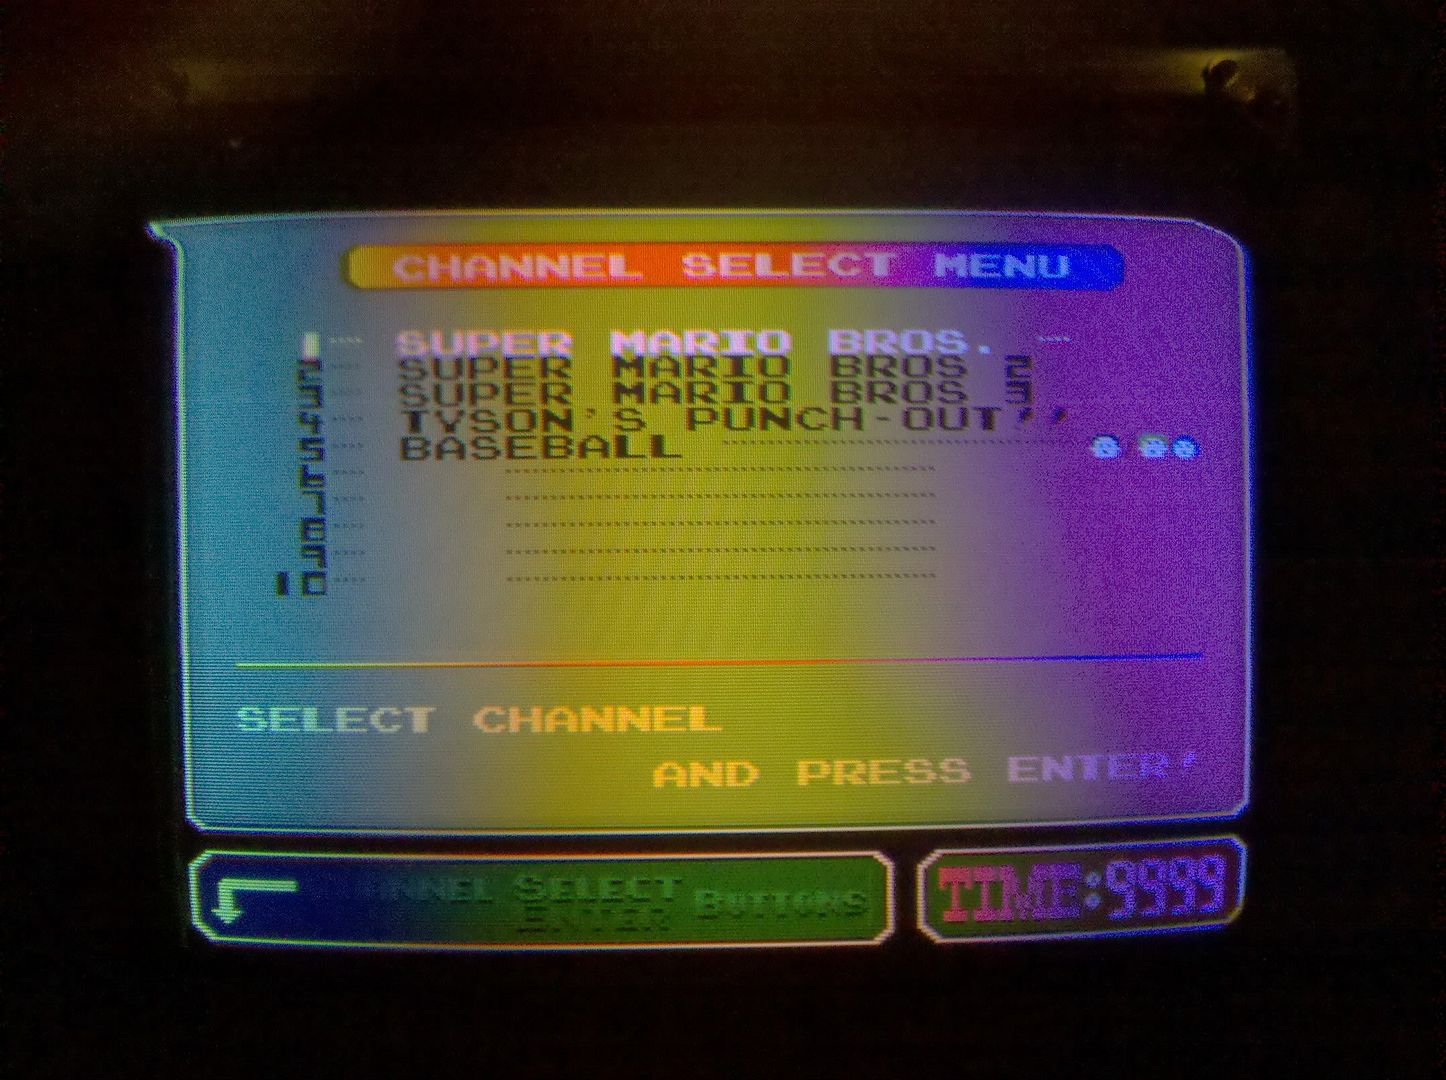 CHANNEL SELECT MENU
1 SUPER MARIO BROS.
2 SUPER MARIO BROS 2
3 SUPER MARIO BROS 3
4 TYSON'S PUNCH-OUT''
5 BASEBALL
6
7
8
9
10
SELECT CHANNEL
AND PRESS ENTER!
CHANNEL SELECT BUTTONS
ENTER
TIME:9999